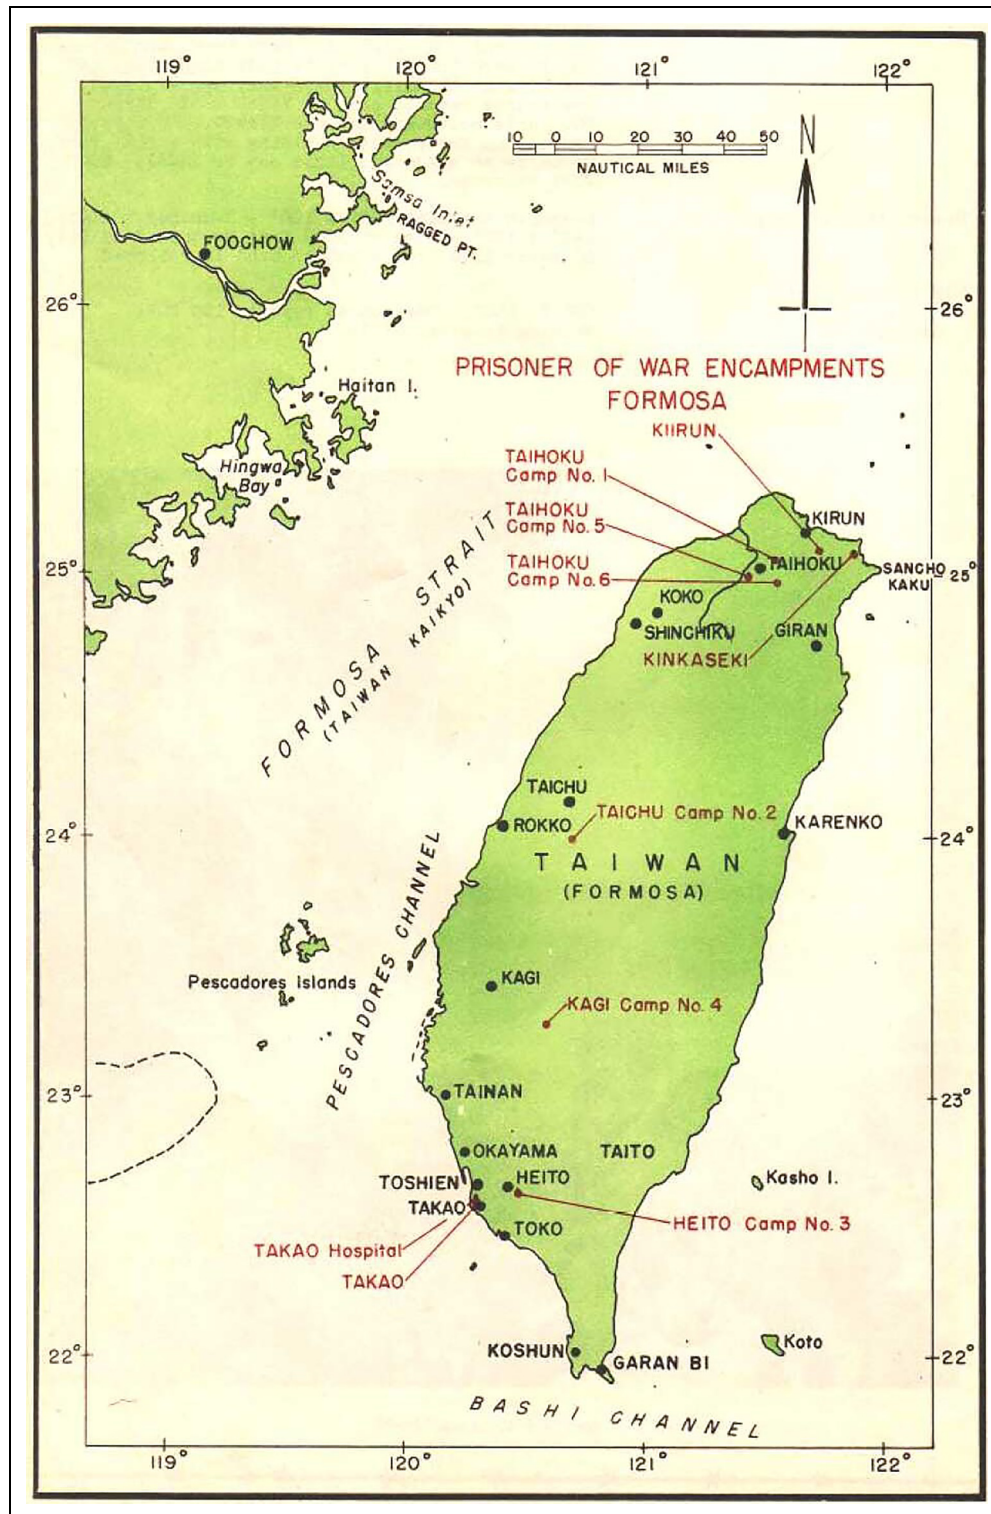 119°
120°
121°
122°
10 0 10 20 30 40 50
NAUTICAL MILES
N
Samsa Inlet
RAGGED PT.
FOOCHOW
26°
26°
PRISONER OF WAR ENCAMPMENTS
FORMOSA
Haitan I.
KIIRUN
Hingwa
Bay
TAIHOKU
Camp No. 1
TAIHOKU
Camp No. 5
TAIHOKU
Camp No. 6
KIRUN
TAIHOKU
SANCHO
KAKU
25°
25°
KOKO
SHINCHIKU
GIRAN
KINKASEKI
FORMOSA STRAIT
(TAIWAN KAIKYO)
TAICHU
TAICHU Camp No. 2
ROKKO
KARENKO
24°
24°
TAIWAN
(FORMOSA)
PESCADORES CHANNEL
Pescadores Islands
KAGI
KAGI Camp No. 4
23°
23°
TAINAN
OKAYAMA
TAITO
TOSHIEN
HEITO
Kasho I.
TAKAO
HEITO Camp No. 3
TOKO
TAKAO Hospital
TAKAO
22°
22°
KOSHUN
GARAN BI
Koto
BASHI CHANNEL
119°
120°
121°
122°